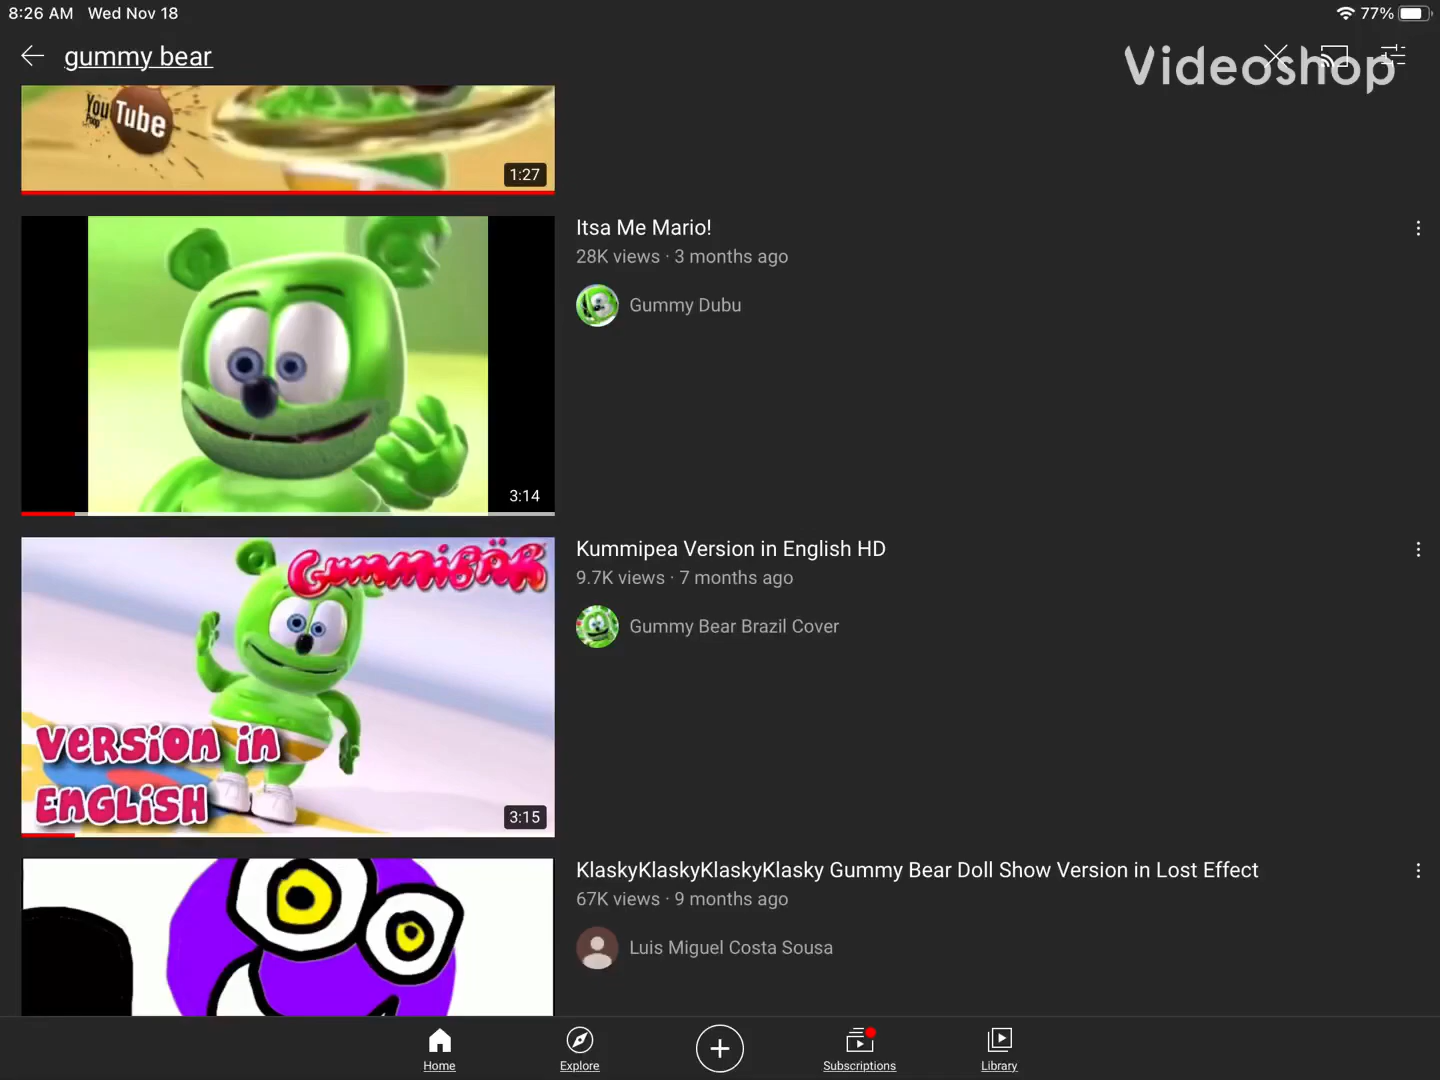 8:26 AM Wed Nov 18
77%
gummy bear
Videoshop
You
Poop
Tube
1:27
Itsa Me Mario!
28K views · 3 months ago
Gummy Dubu
3:14
GUMMiBÄR
VERSiON iN
ENGLiSH
3:15
Kummipea Version in English HD
9.7K views · 7 months ago
Gummy Bear Brazil Cover
KlaskyKlaskyKlaskyKlasky Gummy Bear Doll Show Version in Lost Effect
67K views · 9 months ago
Luis Miguel Costa Sousa
Home
Explore
Subscriptions
Library